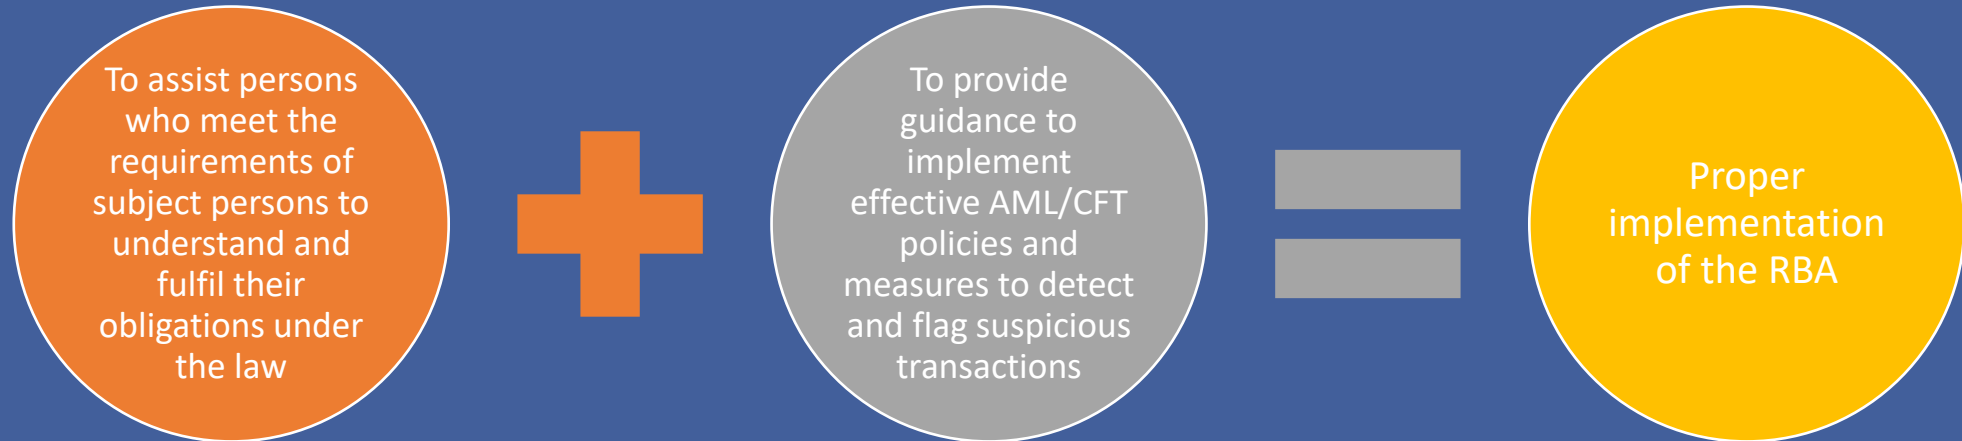 To assist persons
who meet the
requirements of
subject persons to
understand and
fulfil their
obligations under
the law
To provide
guidance to
implement
effective AML/CFT
policies and
measures to detect
and flag suspicious
transactions
Proper
implementation
of the RBA